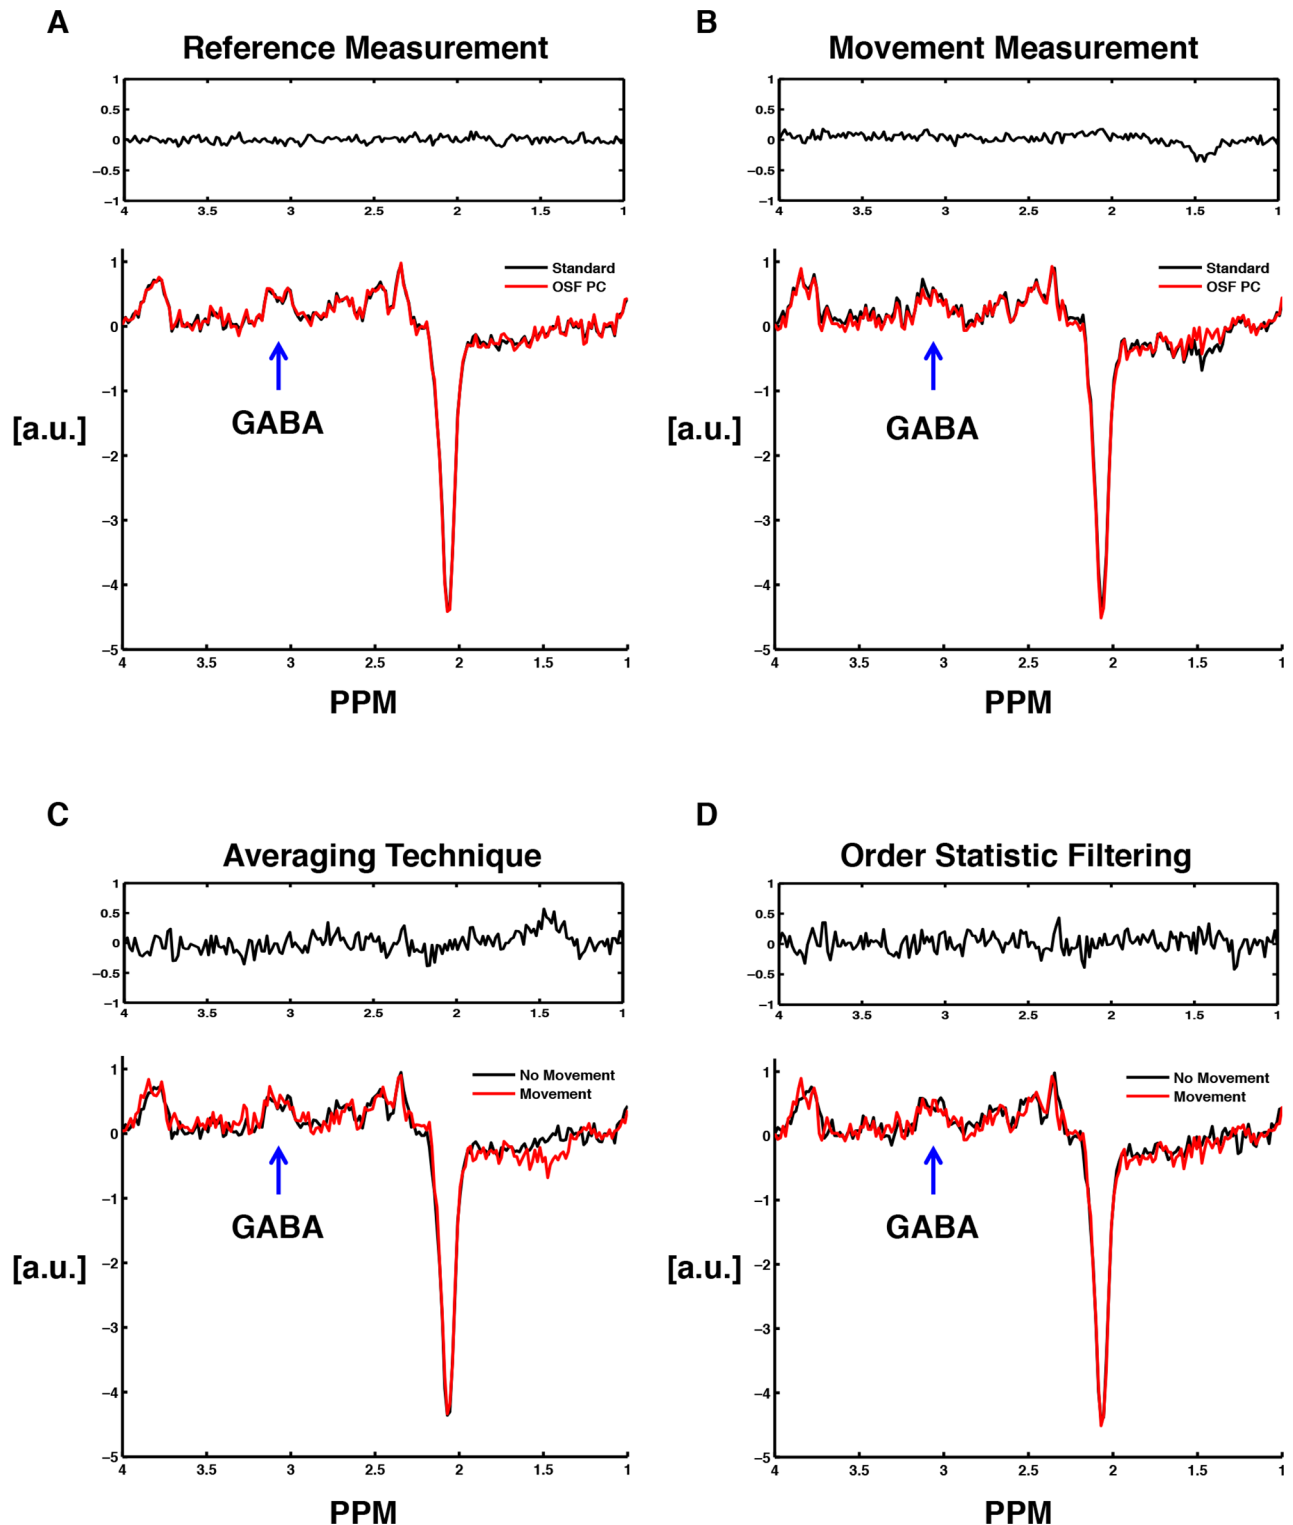 A
Reference Measurement
1
0.5
0
−0.5
−1
4 3.5 3 2.5 2 1.5 1
1
0
−1
−2
−3
−4
−5
Standard
OSF PC
GABA
[a.u.]
4 3.5 3 2.5 2 1.5 1
PPM
B
Movement Measurement
1
0.5
0
−0.5
−1
4 3.5 3 2.5 2 1.5 1
1
0
−1
−2
−3
−4
−5
Standard
OSF PC
GABA
[a.u.]
4 3.5 3 2.5 2 1.5 1
PPM
C
Averaging Technique
1
0.5
0
−0.5
−1
4 3.5 3 2.5 2 1.5 1
1
0
−1
−2
−3
−4
−5
No Movement
Movement
GABA
[a.u.]
4 3.5 3 2.5 2 1.5 1
PPM
D
Order Statistic Filtering
1
0.5
0
−0.5
−1
4 3.5 3 2.5 2 1.5 1
1
0
−1
−2
−3
−4
−5
No Movement
Movement
GABA
[a.u.]
4 3.5 3 2.5 2 1.5 1
PPM